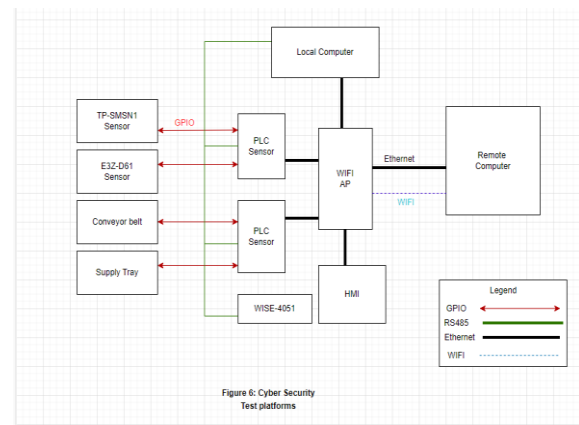 Local Computer
TP-SMSN1
Sensor
GPIO
PLC
Sensor
E3Z-D61
Sensor
WIFI
AP
Ethernet
WIFI
Remote
Computer
Conveyor belt
PLC
Sensor
Supply Tray
WISE-4051
HMI
Legend
GPIO
RS485
Ethernet
WIFI
Figure 6: Cyber Security
Test platforms